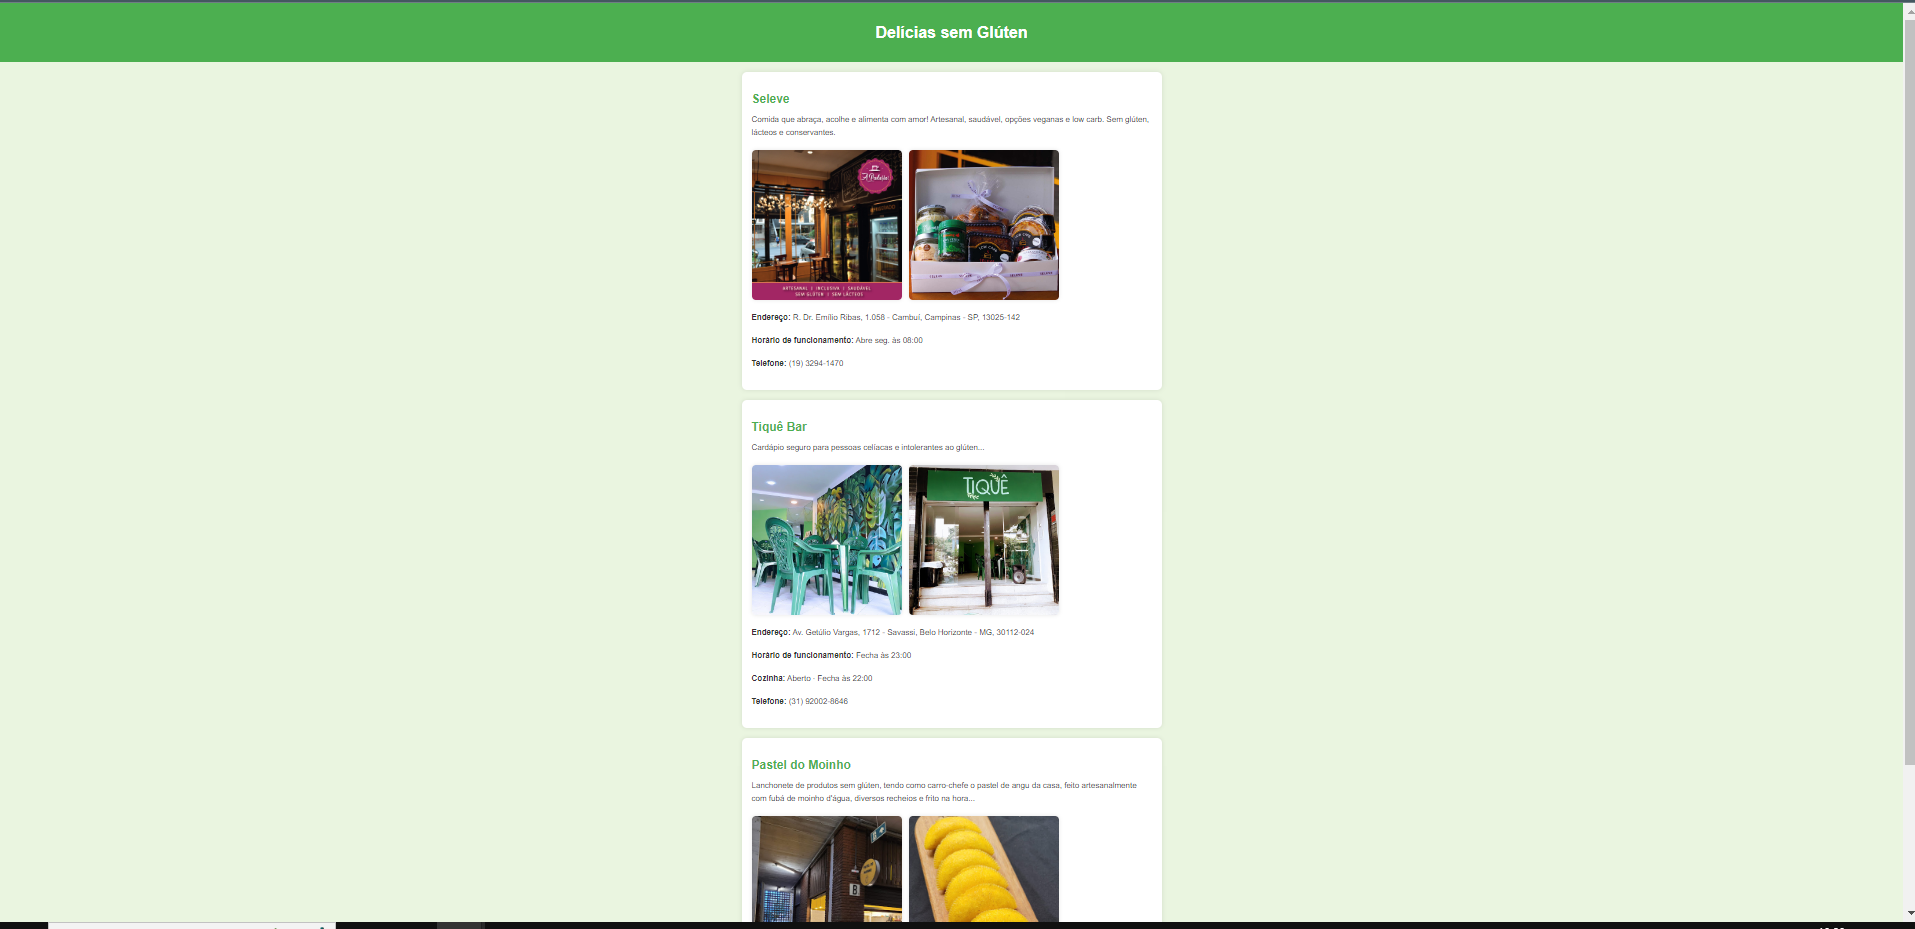 Delícias sem Glúten
Seleve
Comida que abraça, acolhe e alimenta com amor! Artesanal, saudável, opções veganas e low carb. Sem glúten,
lácteos e conservantes.
A Padaria
ARTESANAL | INCLUSIVA | SAUDÁVEL
SEM GLÚTEN | SEM LÁCTEOS
Endereço: R. Dr. Emílio Ribas, 1.058 - Cambuí, Campinas - SP, 13025-142
Horário de funcionamento: Abre seg. às 08:00
Telefone: (19) 3294-1470
Tiquê Bar
Cardápio seguro para pessoas celíacas e intolerantes ao glúten...
TIQUÊ
Endereço: Av. Getúlio Vargas, 1712 - Savassi, Belo Horizonte - MG, 30112-024
Horário de funcionamento: Fecha às 23:00
Cozinha: Aberto · Fecha às 22:00
Telefone: (31) 92002-8646
Pastel do Moinho
Lanchonete de produtos sem glúten, tendo como carro-chefe o pastel de angu da casa, feito artesanalmente
com fubá de moinho d'água, diversos recheios e frito na hora...
B